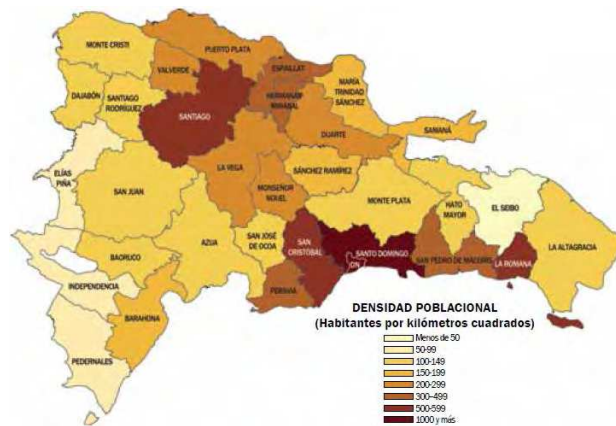 MONTE CRISTI
PUERTO PLATA
VALVERDE
ESPAILLAT
MARÍA
TRINIDAD
SÁNCHEZ
DAJABÓN
SANTIAGO
RODRÍGUEZ
SANTIAGO
HERMANAS
MIRABAL
DUARTE
SAMANÁ
ELÍAS
PIÑA
SAN JUAN
LA VEGA
SÁNCHEZ RAMÍREZ
MONSEÑOR
NOUEL
MONTE PLATA
HATO
MAYOR
EL SEIBO
LA ALTAGRACIA
AZUA
SAN JOSÉ
DE OCOA
SAN
CRISTÓBAL
SANTO DOMINGO
DN
SAN PEDRO DE MACORÍS
LA ROMANA
BAORUCO
INDEPENDENCIA
PERAVIA
BARAHONA
PEDERNALES
DENSIDAD POBLACIONAL
(Habitantes por kilómetros cuadrados)
Menos de 50
50-99
100-149
150-199
200-299
300-499
500-599
1000 y más